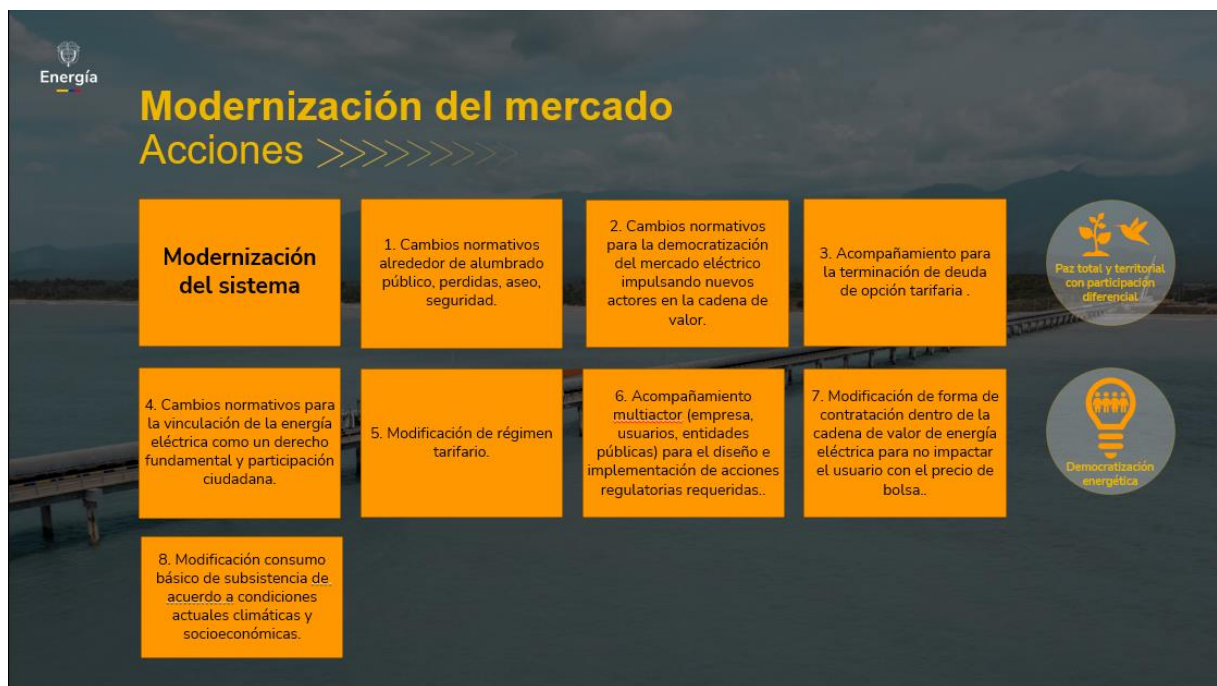 Energía
Modernización del mercado
Acciones
Modernización
del sistema
1. Cambios normativos
alrededor de alumbrado
público, perdidas, aseo,
seguridad.
2. Cambios normativos
para la democratización
del mercado eléctrico
impulsando nuevos
actores en la cadena de
valor.
3. Acompañamiento para
la terminación de deuda
de opción tarifaria .
Paz total y territorial
con participación
diferencial
4. Cambios normativos para
la vinculación de la energía
eléctrica como un derecho
fundamental y participación
ciudadana.
5. Modificación de régimen
tarifario.
6. Acompañamiento
multiactor (empresa,
usuarios, entidades
públicas) para el diseño e
implementación de acciones
regulatorias requeridas..
7. Modificación de forma de
contratación dentro de la
cadena de valor de energía
eléctrica para no impactar
el usuario con el precio de
bolsa..
Democratización
energética
8. Modificación consumo
básico de subsistencia de
acuerdo a condiciones
actuales climáticas y
socioeconómicas.